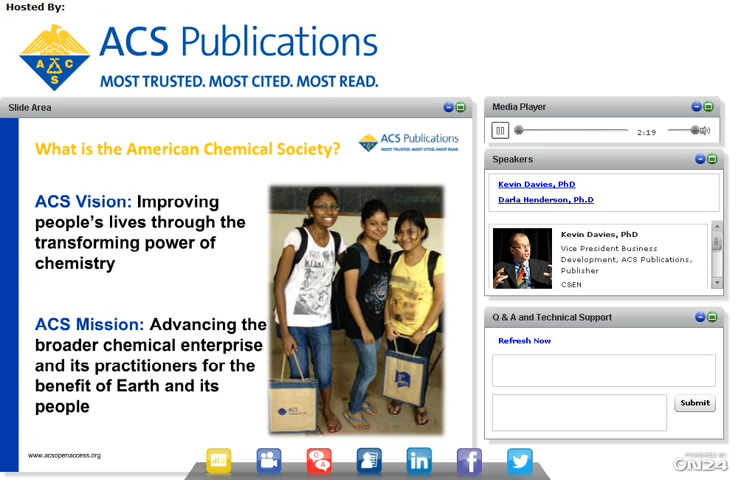 Hosted By:
ACS Publications
MOST TRUSTED. MOST CITED. MOST READ.
A C S
Slide Area
What is the American Chemical Society?
ACS Publications
MOST TRUSTED. MOST CITED. MOST READ.
ACS Vision: Improving
people's lives through the
transforming power of
chemistry
ACS Mission: Advancing the
broader chemical enterprise
and its practitioners for the
benefit of Earth and its
people
ACS
www.acsopenaccess.org
Media Player
2:19
Speakers
Kevin Davies, PhD
Darla Henderson, Ph.D
Kevin Davies, PhD
Vice President Business
Development, ACS Publications,
Publisher
C&EN
Q & A and Technical Support
Refresh Now
Submit
Q A
in
f
POWERED BY
ON24